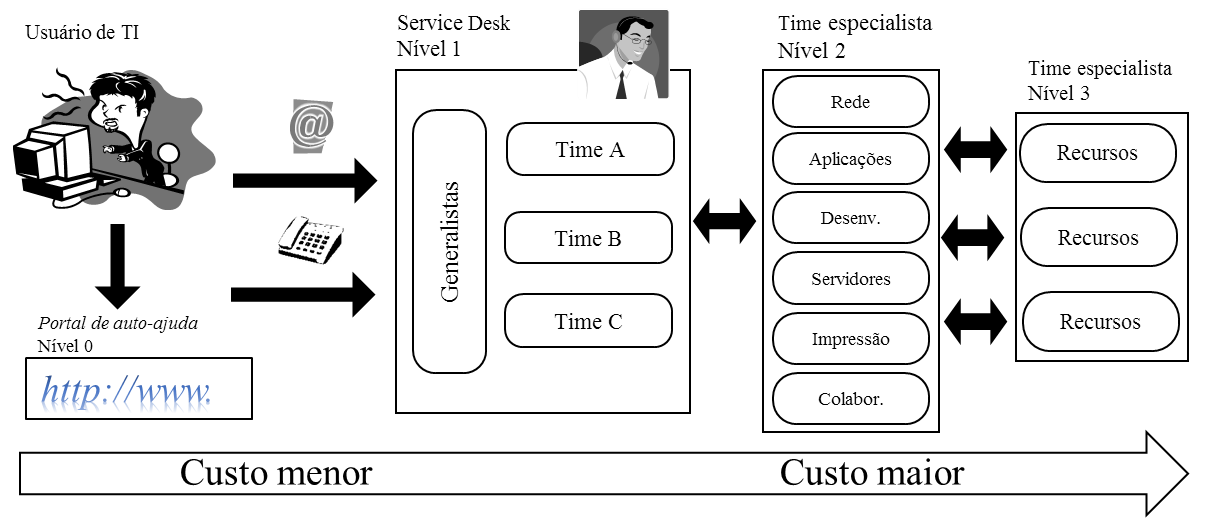 Usuário de TI
@
Portal de auto-ajuda
Nível 0
http://www.
Service Desk
Nível 1
Generalistas
Time A
Time B
Time C
Time especialista
Nível 2
Rede
Aplicações
Desenv.
Servidores
Impressão
Colabor.
Time especialista
Nível 3
Recursos
Recursos
Recursos
Custo menor
Custo maior